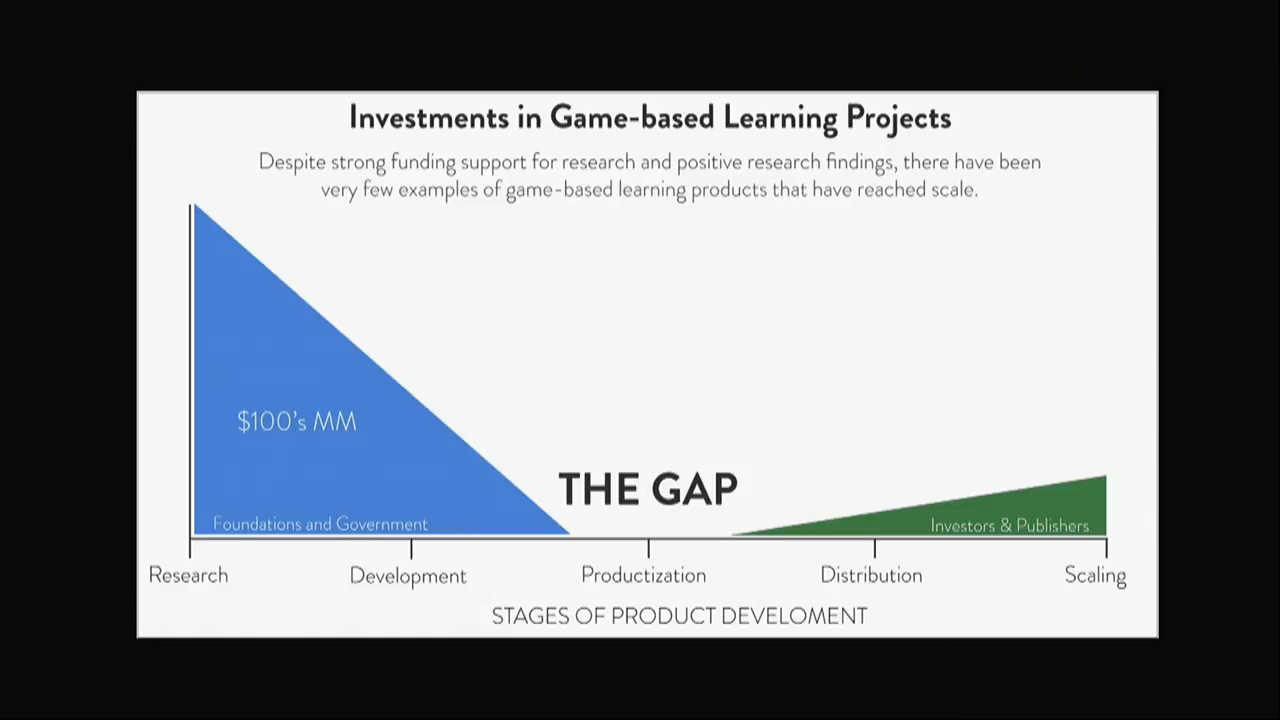 Investments in Game-based Learning Projects
Despite strong funding support for research and positive research findings, there have been
very few examples of game-based learning products that have reached scale.
$100's MM
THE GAP
Foundations and Government
Investors & Publishers
Research
Development
Productization
Distribution
Scaling
STAGES OF PRODUCT DEVELOMENT